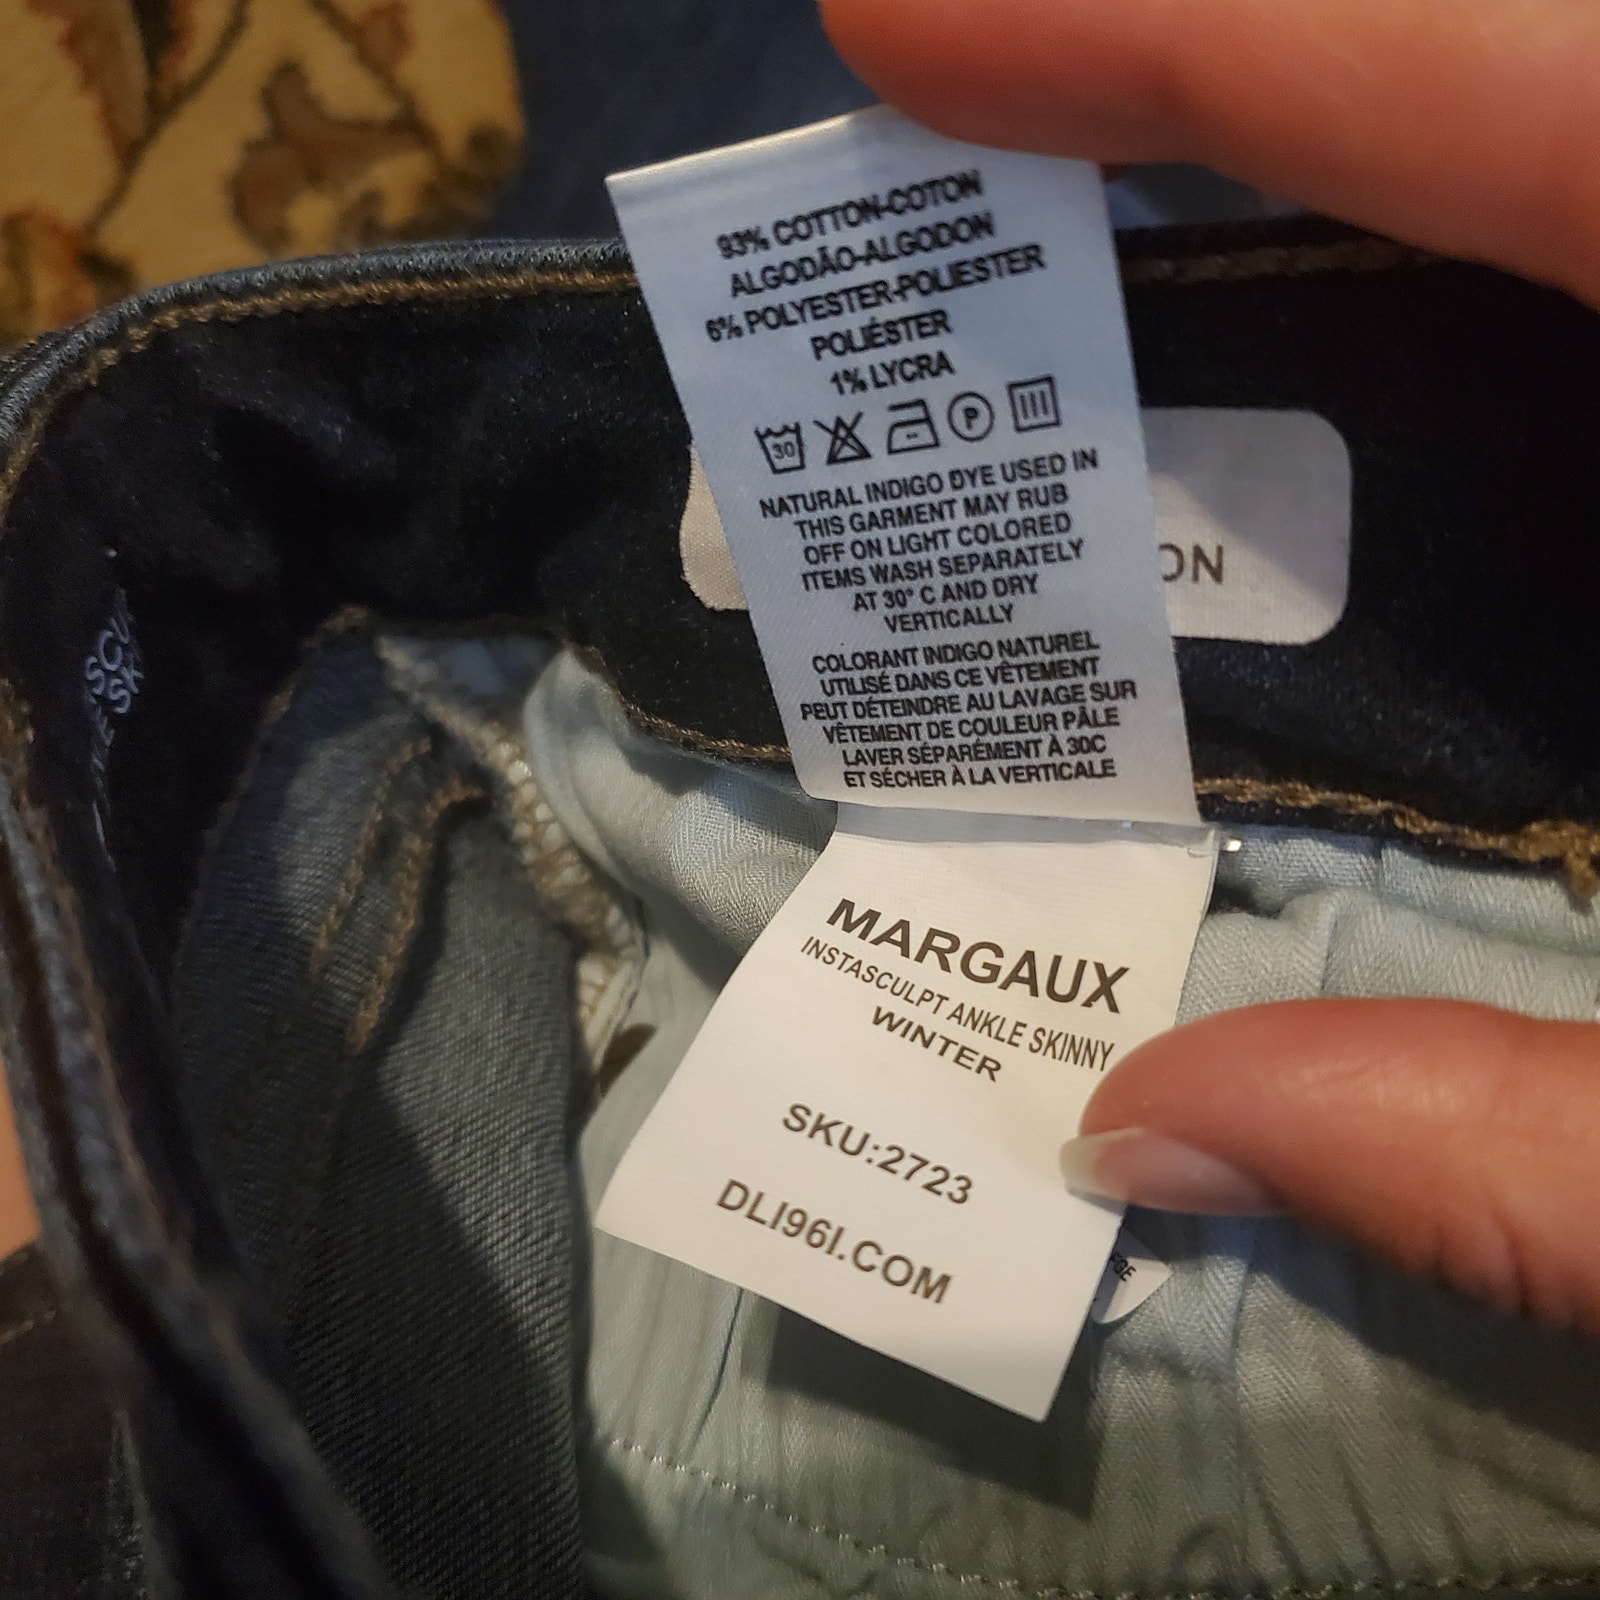 93% COTTON-COTON
ALGODÃO-ALGODON
6% POLYESTER-POLIESTER
POLIÉSTER
1% LYCRA
30 P
NATURAL INDIGO DYE USED IN
THIS GARMENT MAY RUB
OFF ON LIGHT COLORED
ITEMS WASH SEPARATELY
AT 30° C AND DRY
VERTICALLY
COLORANT INDIGO NATUREL
UTILISÉ DANS CE VÊTEMENT
PEUT DÉTEINDRE AU LAVAGE SUR
VÊTEMENT DE COULEUR PÂLE
LAVER SÉPARÉMENT À 30C
ET SÉCHER À LA VERTICALE
ON
MARGAUX
INSTASCULPT ANKLE SKINNY
WINTER
SKU:2723
DLI96I.COM